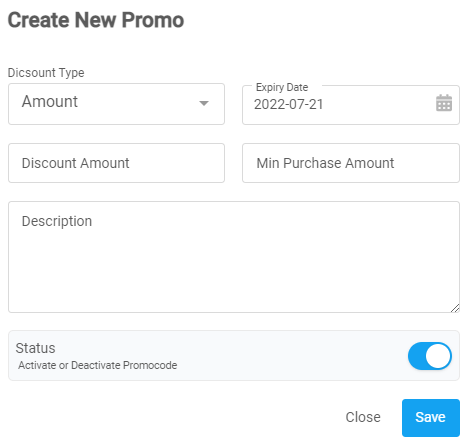 Create New Promo
Dicsount Type
Amount
Expiry Date
2022-07-21
Discount Amount
Min Purchase Amount
Description
Status
Activate or Deactivate Promocode
Close
Save